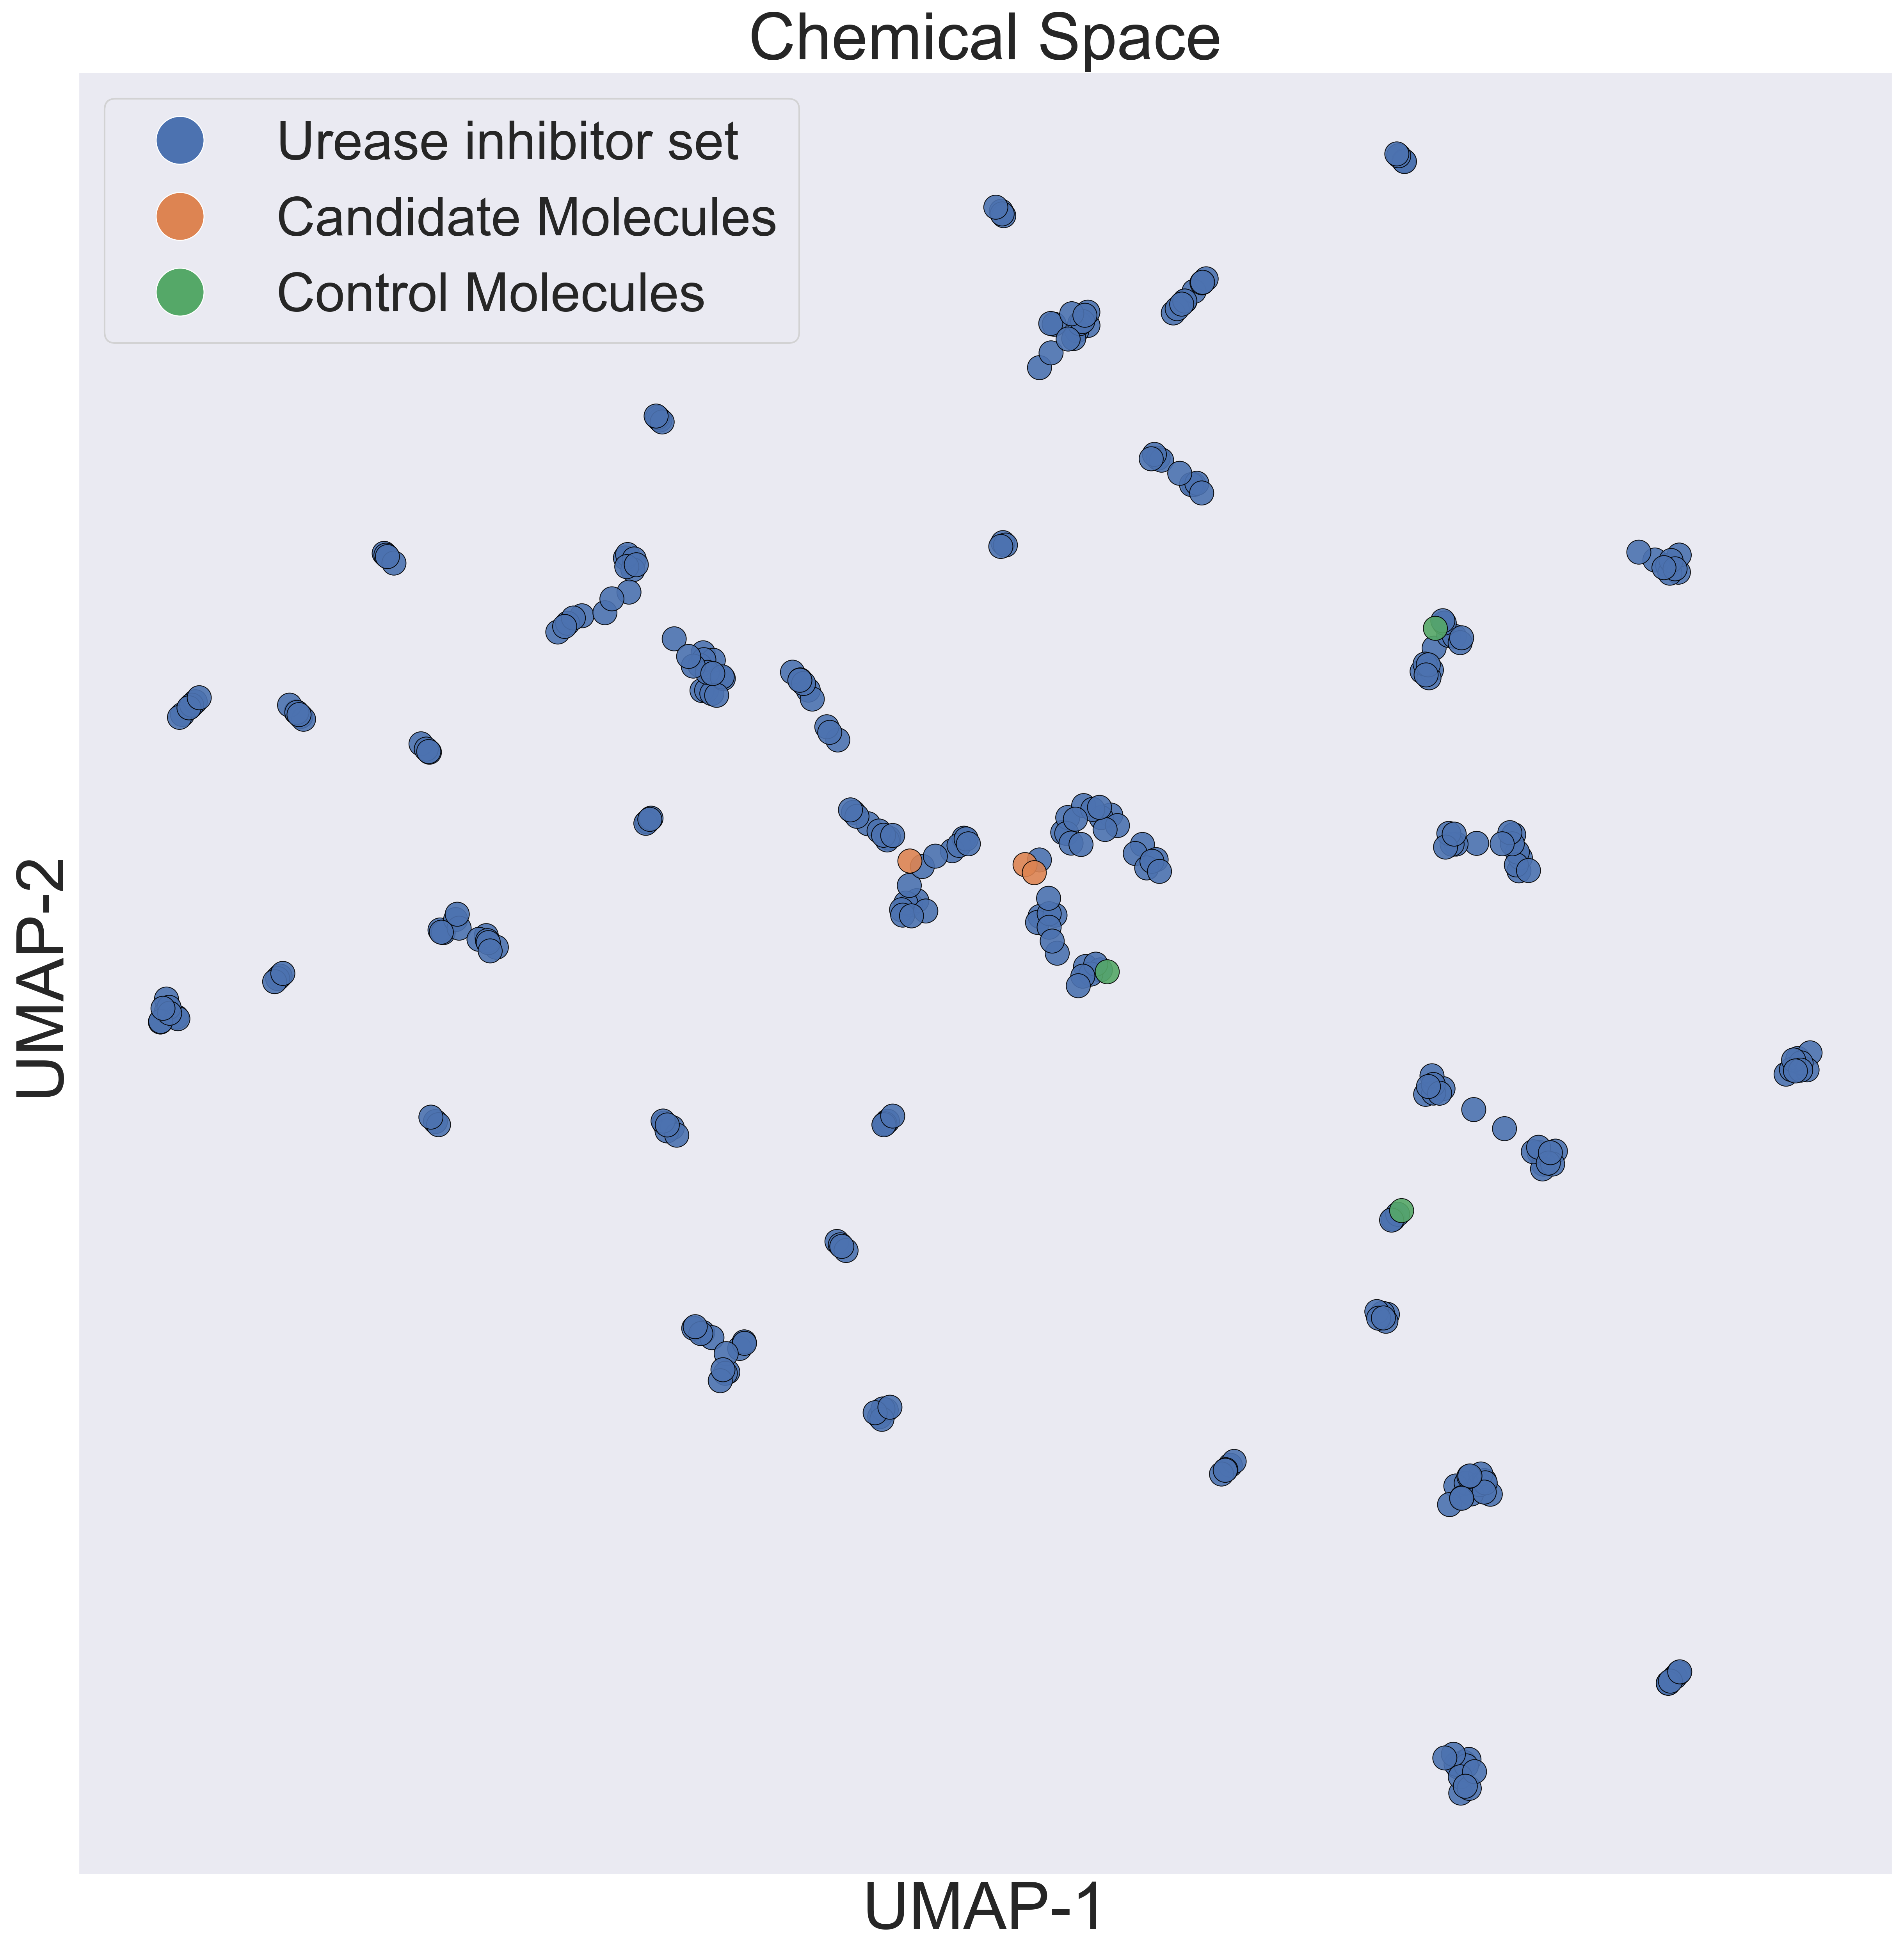 Chemical Space
Urease inhibitor set
Candidate Molecules
Control Molecules
UMAP-2
UMAP-1